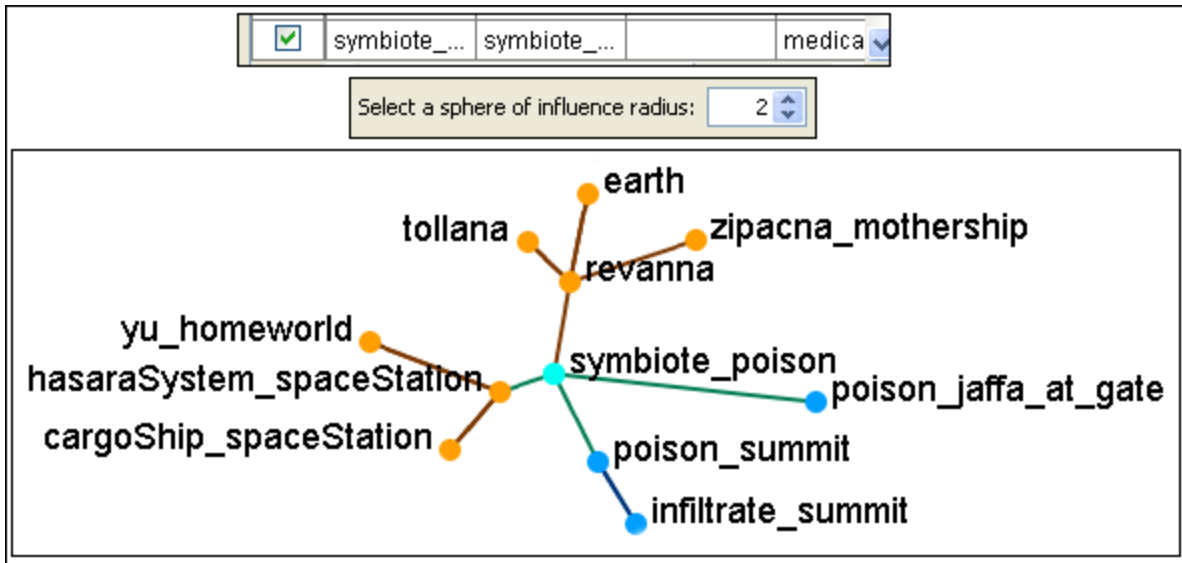 symbiote_... symbiote_... medica
Select a sphere of influence radius: 2
earth
tollana
zipacna_mothership
revanna
yu_homeworld
symbiote_poison
hasaraSystem_spaceStation
poison_jaffa_at_gate
cargoShip_spaceStation
poison_summit
infiltrate_summit